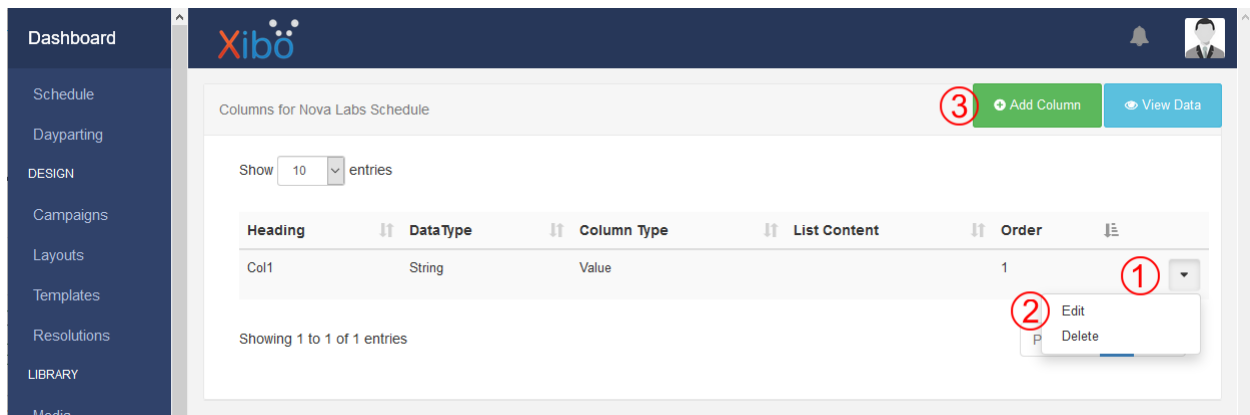 Dashboard
Xibo
Schedule
Dayparting
DESIGN
Campaigns
Layouts
Templates
Resolutions
LIBRARY
Media
Columns for Nova Labs Schedule
3
Add Column
View Data
Show 10 entries
Heading DataType Column Type List Content Order
Col1 String Value 1
1
2
Edit
Delete
Showing 1 to 1 of 1 entries
P